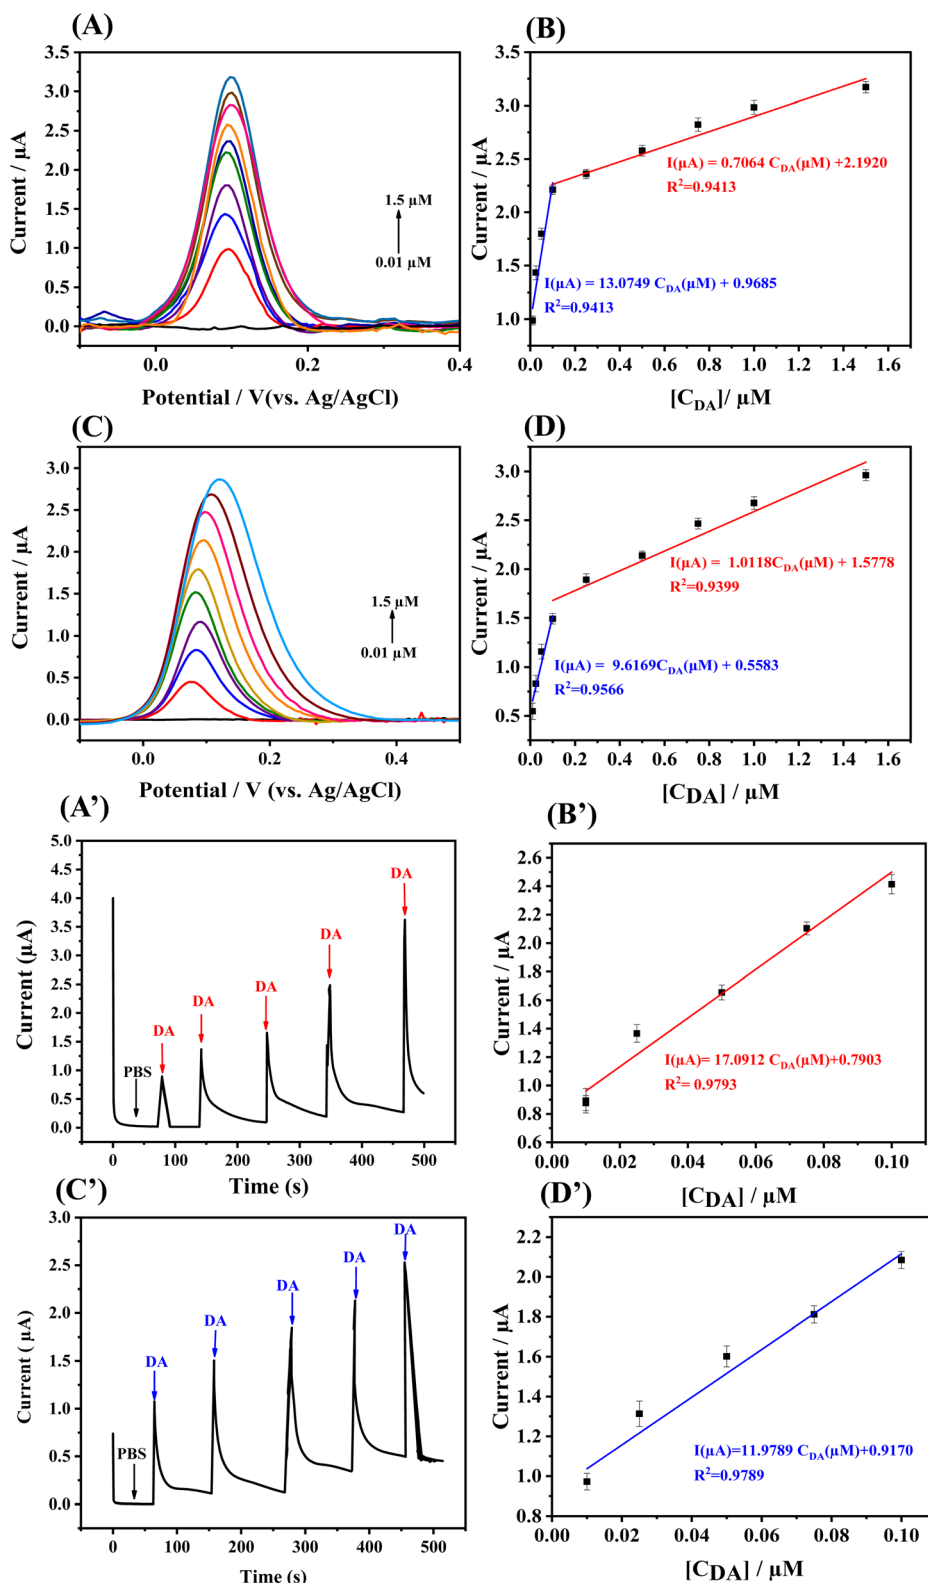 (A)
3.5
3.0
2.5
2.0
1.5
1.0
0.5
0.0
Current / µA
1.5 µM
0.01 µM
0.0 0.2 0.4
Potential / V(vs. Ag/AgCl)
(B)
3.5
3.0
2.5
2.0
1.5
1.0
Current / µA
I(µA) = 0.7064 C_DA(µM) +2.1920
R²=0.9413
I(µA) = 13.0749 C_DA(µM) + 0.9685
R²=0.9413
0.0 0.2 0.4 0.6 0.8 1.0 1.2 1.4 1.6
[C_DA]/ µM
(C)
3.0
2.5
2.0
1.5
1.0
0.5
0.0
Current / µA
1.5 µM
0.01 µM
0.0 0.2 0.4
Potential / V (vs. Ag/AgCl)
(D)
3.0
2.5
2.0
1.5
1.0
0.5
Current / µA
I(µA) = 1.0118C_DA(µM) + 1.5778
R²=0.9399
I(µA) = 9.6169C_DA(µM) + 0.5583
R²=0.9566
0.0 0.2 0.4 0.6 0.8 1.0 1.2 1.4 1.6
[C_DA] / µM
(A’)
5.0
4.5
4.0
3.5
3.0
2.5
2.0
1.5
1.0
0.5
0.0
Current (µA)
PBS
DA
DA
DA
DA
DA
0 100 200 300 400 500
Time (s)
(B’)
2.6
2.4
2.2
2.0
1.8
1.6
1.4
1.2
1.0
0.8
0.6
Current / µA
I(µA)= 17.0912 C_DA(µM)+0.7903
R²= 0.9793
0.00 0.02 0.04 0.06 0.08 0.10
[C_DA] / µM
(C’)
3.0
2.5
2.0
1.5
1.0
0.5
0.0
Current ( µA)
PBS
DA
DA
DA
DA
DA
0 100 200 300 400 500
Time (s)
(D’)
2.2
2.0
1.8
1.6
1.4
1.2
1.0
0.8
Current / µA
I(µA)=11.9789 C_DA(µM)+0.9170
R²=0.9789
0.00 0.02 0.04 0.06 0.08 0.10
[C_DA] / µM